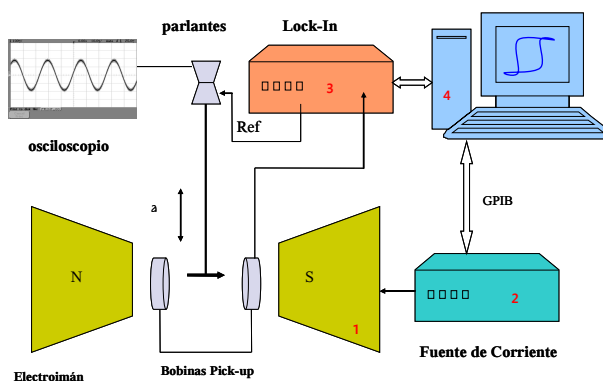 parlantes
Lock-In
3
4
Ref
osciloscopio
a
GPIB
N
S
2
1
Fuente de Corriente
Bobinas Pick-up
Electroimán